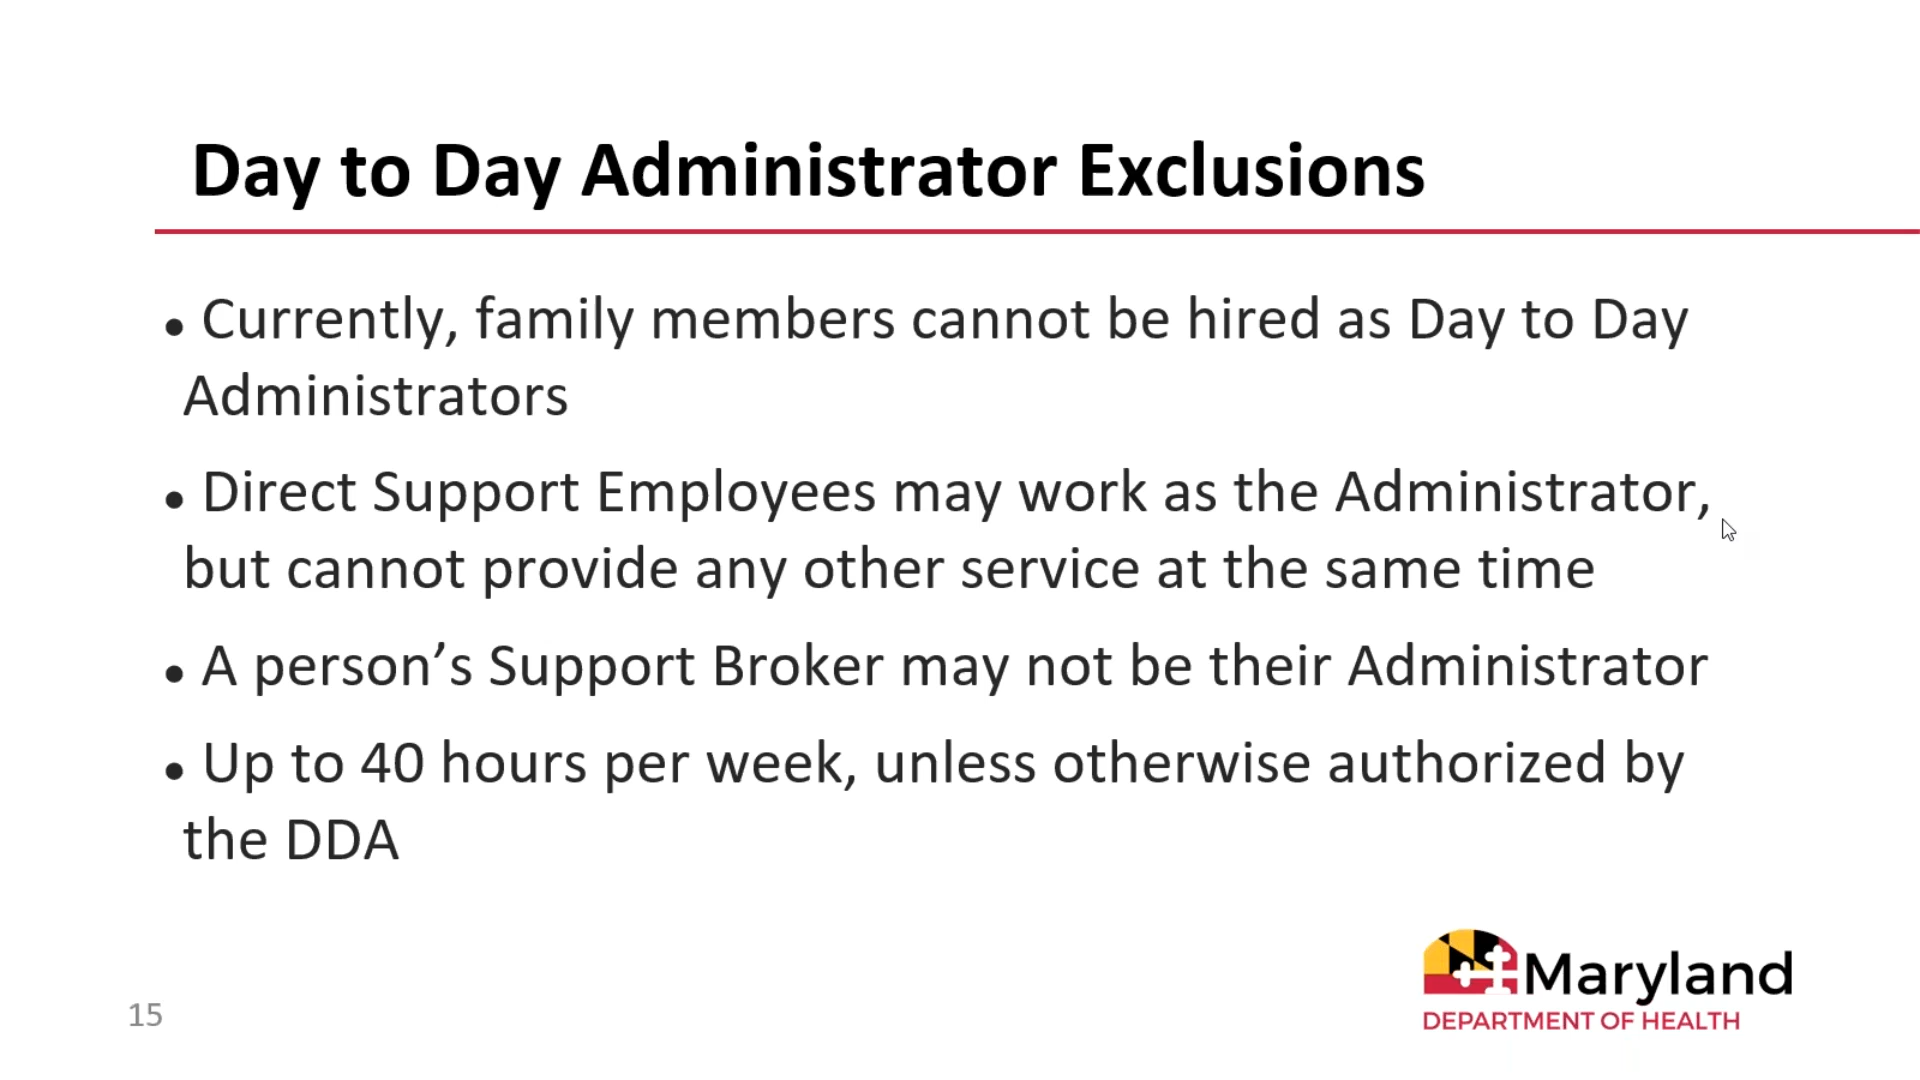 Day to Day Administrator Exclusions
• Currently, family members cannot be hired as Day to Day
Administrators
• Direct Support Employees may work as the Administrator,
but cannot provide any other service at the same time
• A person’s Support Broker may not be their Administrator
• Up to 40 hours per week, unless otherwise authorized by
the DDA
15
Maryland
DEPARTMENT OF HEALTH